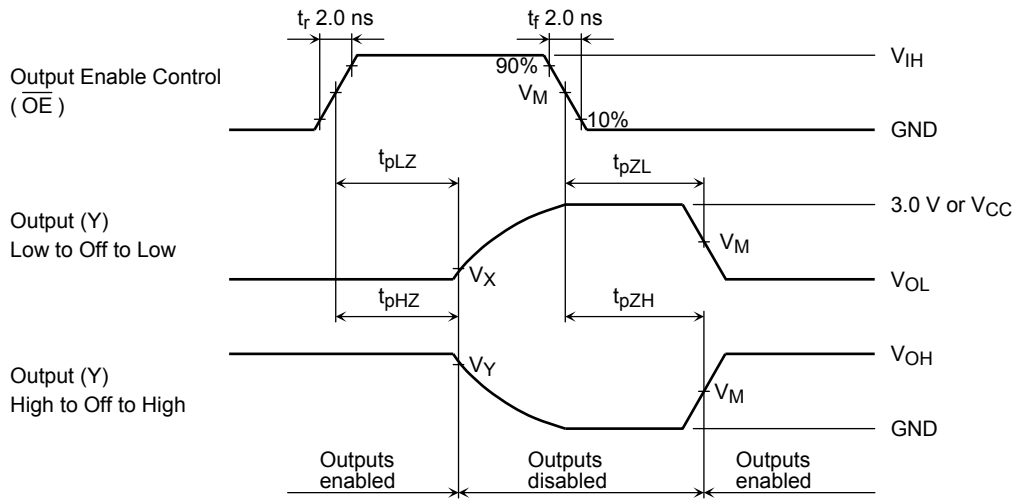 tr 2.0 ns
tf 2.0 ns
Output Enable Control
( OE )
90%
VM
10%
VIH
GND
tpLZ
tpZL
Output (Y)
Low to Off to Low
3.0 V or VCC
VM
VX
VOL
tpHZ
tpZH
Output (Y)
High to Off to High
VY
VOH
VM
GND
Outputs
enabled
Outputs
disabled
Outputs
enabled